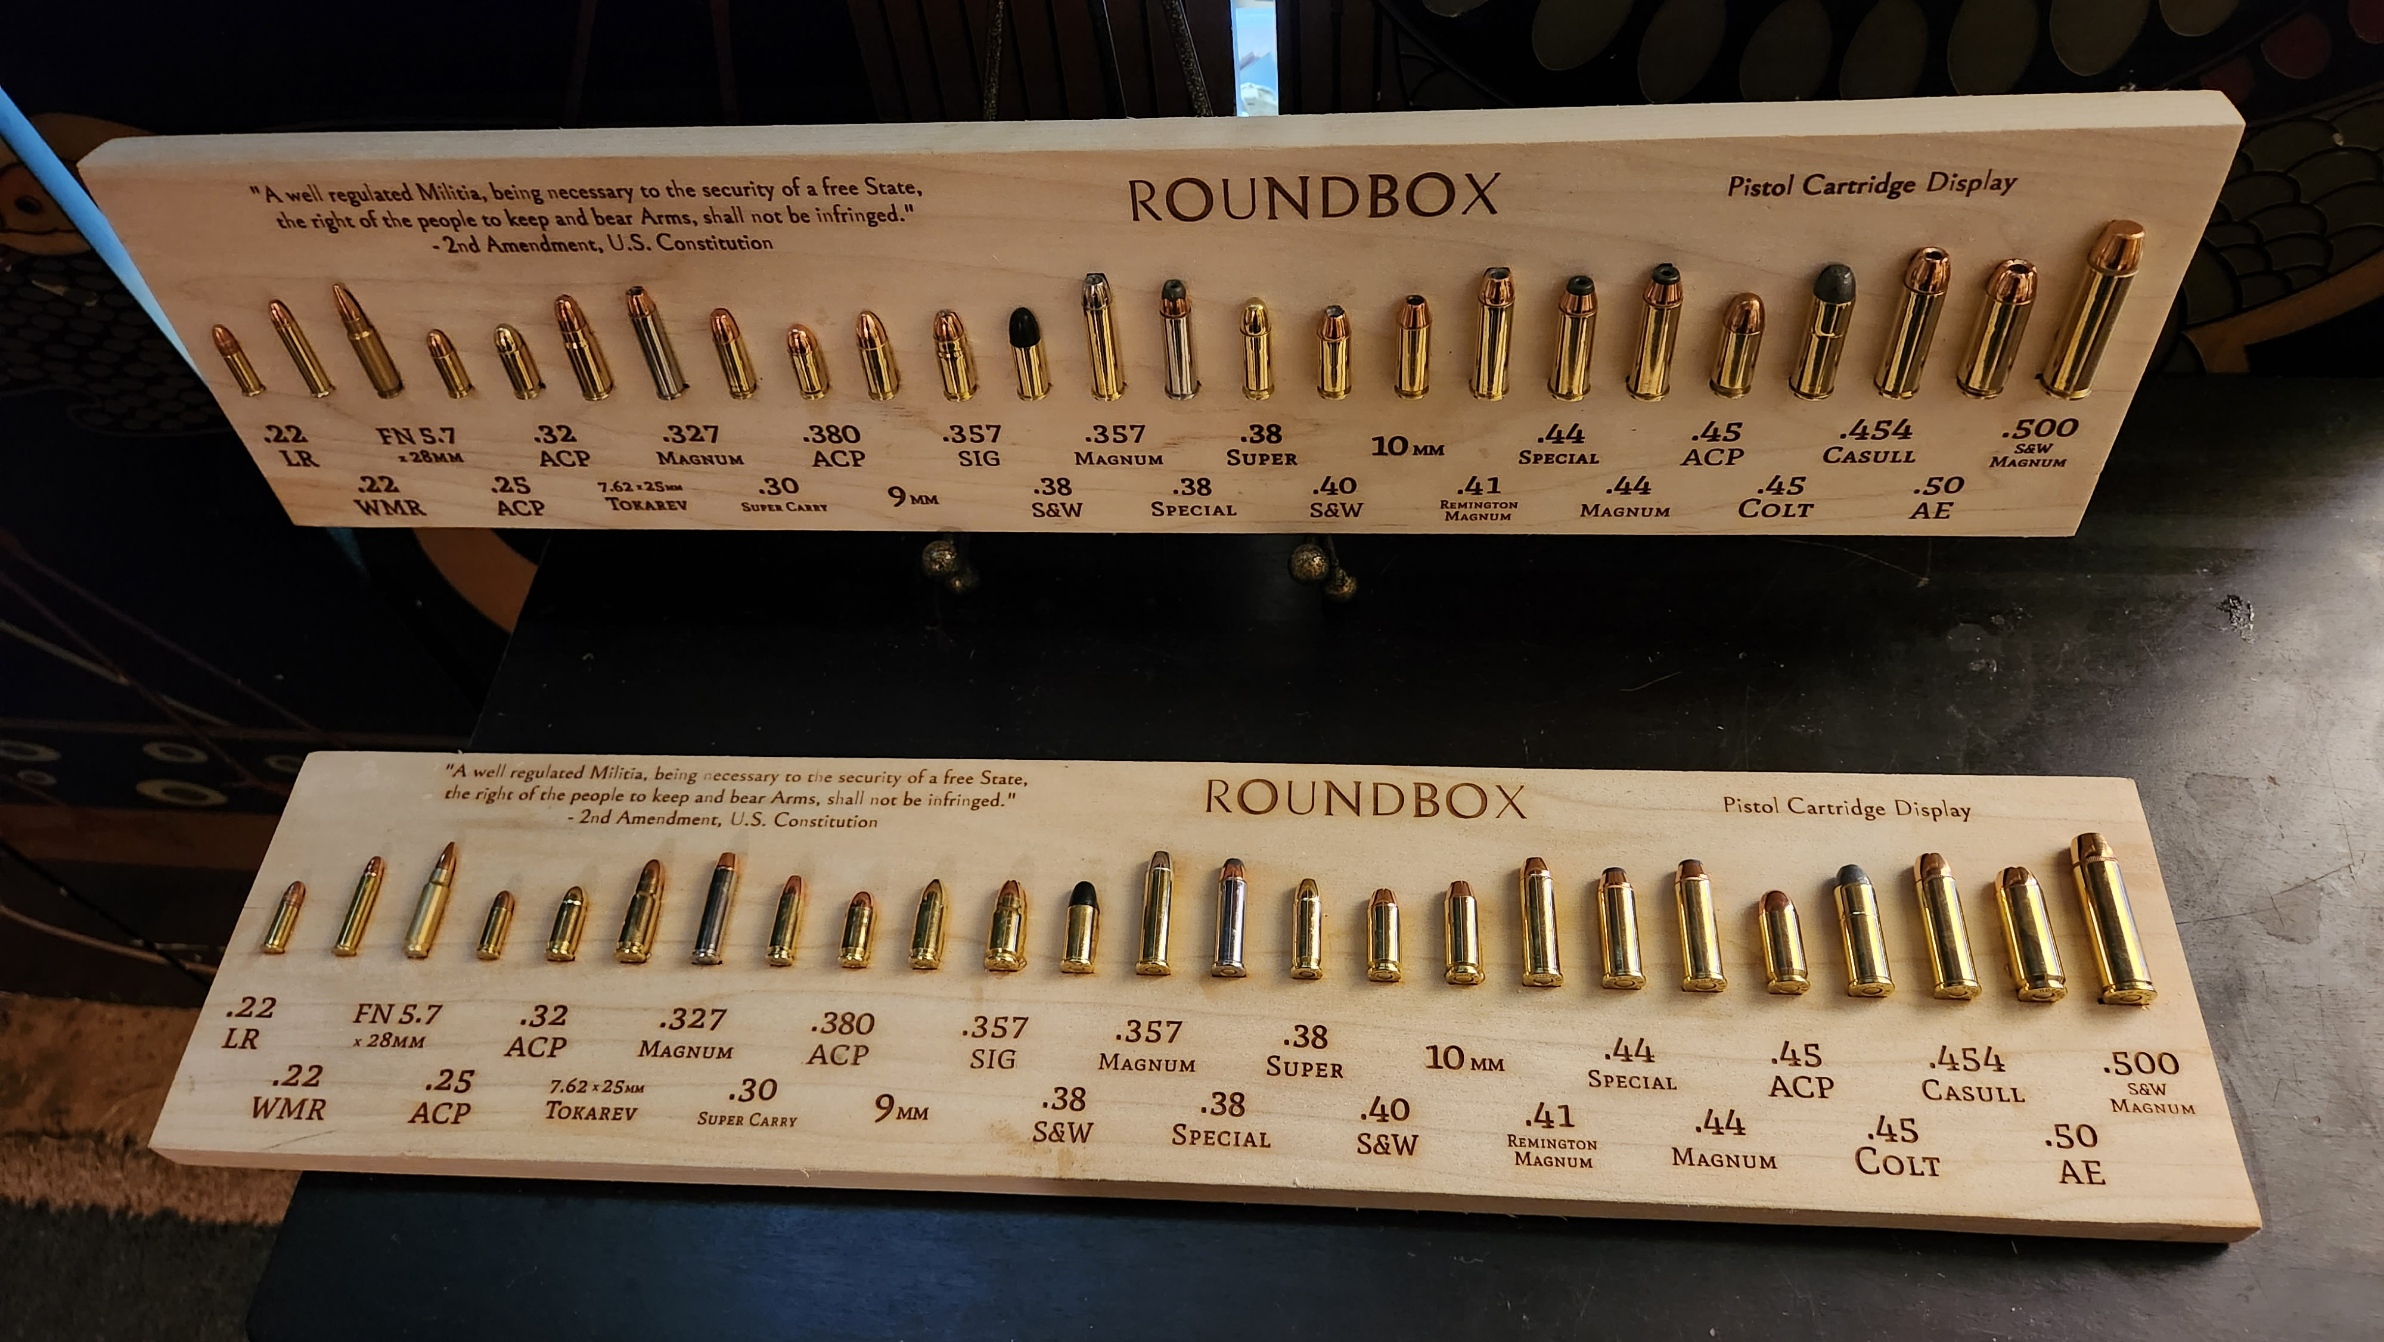 "A well regulated Militia, being necessary to the security of a free State,
the right of the people to keep and bear Arms, shall not be infringed."
- 2nd Amendment, U.S. Constitution
ROUNDBOX
Pistol Cartridge Display
.22 LR
.22 WMR
FN 5.7 x 28MM
.25 ACP
.32 ACP
7.62 x 25MM TOKAREV
.327 MAGNUM
.30 SUPER CARRY
.380 ACP
9MM
.357 SIG
.38 S&W
.357 MAGNUM
.38 SPECIAL
.38 SUPER
.40 S&W
10MM
.41 REMINGTON MAGNUM
.44 SPECIAL
.44 MAGNUM
.45 ACP
.45 COLT
.454 CASULL
.50 AE
.500 S&W MAGNUM
"A well regulated Militia, being necessary to the security of a free State,
the right of the people to keep and bear Arms, shall not be infringed."
- 2nd Amendment, U.S. Constitution
ROUNDBOX
Pistol Cartridge Display
.22 LR
.22 WMR
FN 5.7 x 28MM
.25 ACP
.32 ACP
7.62 x 25MM TOKAREV
.327 MAGNUM
.30 SUPER CARRY
.380 ACP
9MM
.357 SIG
.38 S&W
.357 MAGNUM
.38 SPECIAL
.38 SUPER
.40 S&W
10MM
.41 REMINGTON MAGNUM
.44 SPECIAL
.44 MAGNUM
.45 ACP
.45 COLT
.454 CASULL
.50 AE
.500 S&W MAGNUM